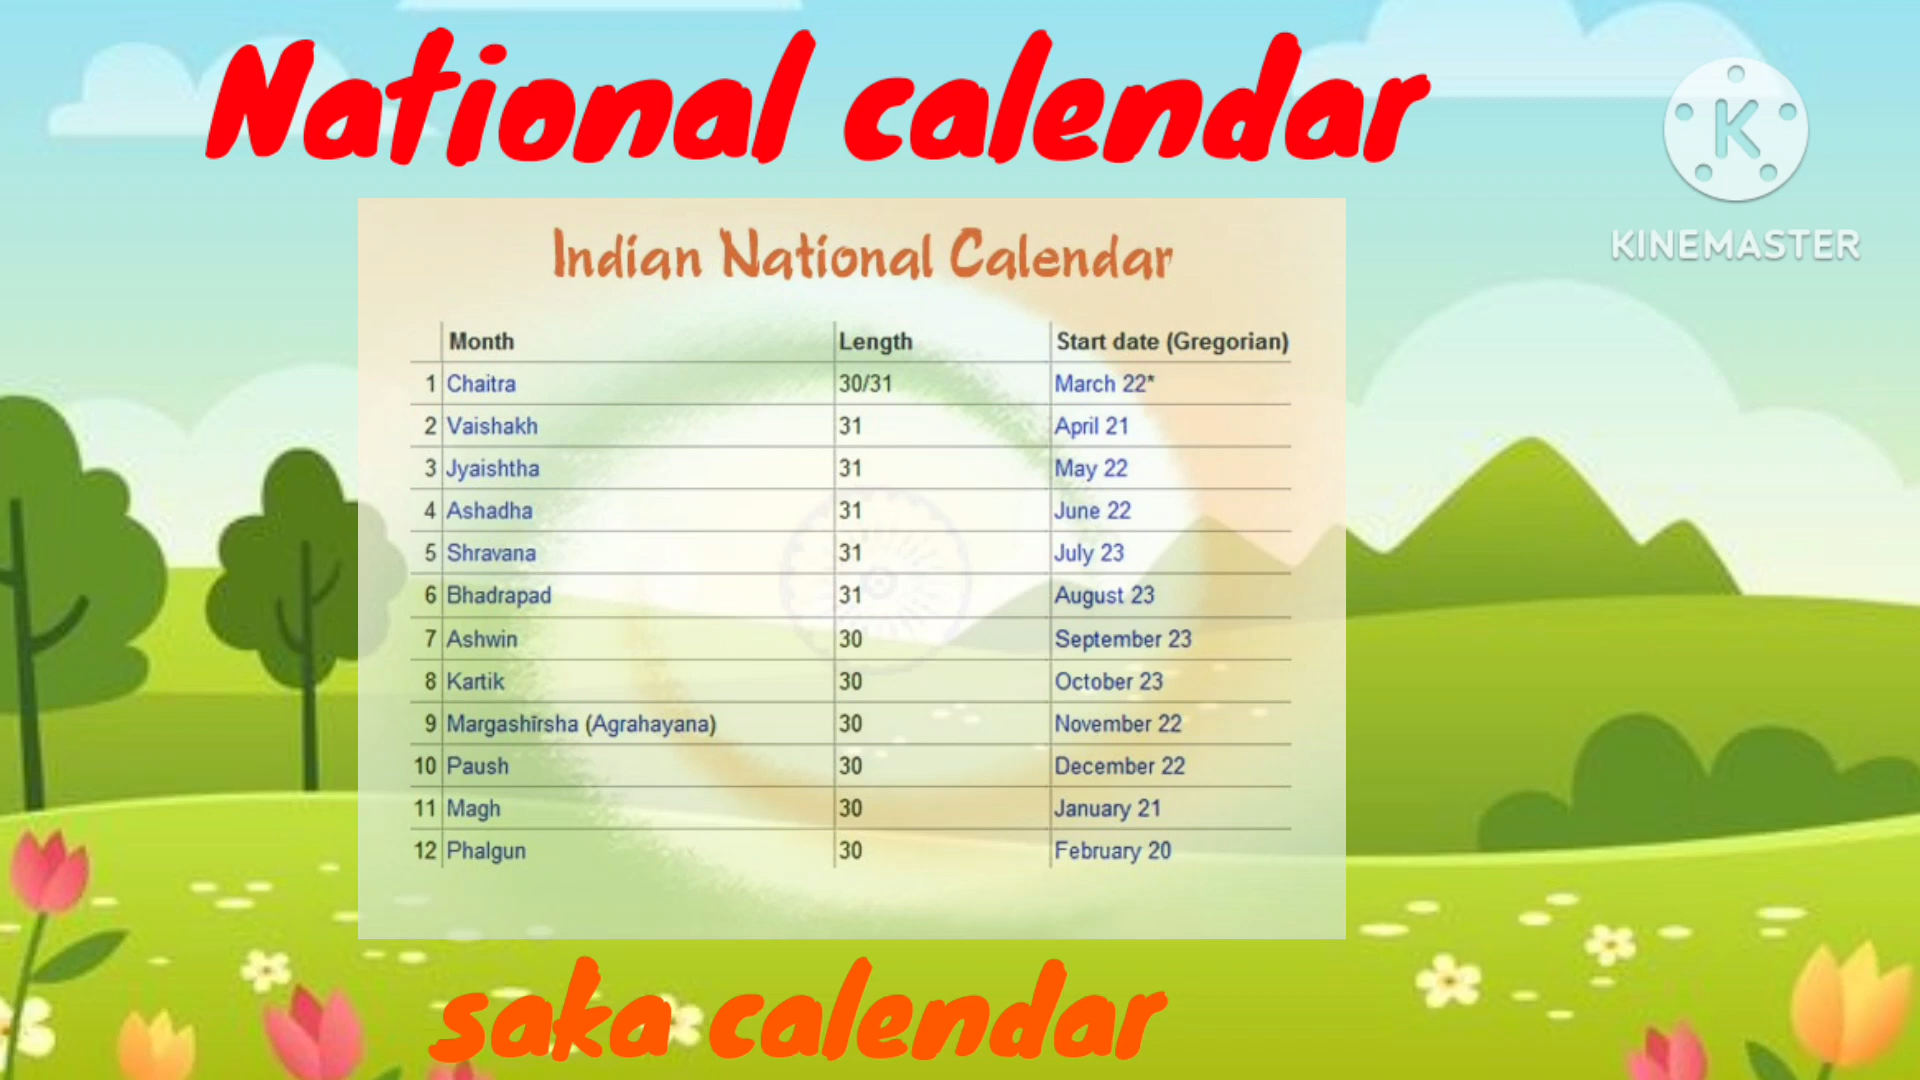 National calendar
K
KINEMASTER
Indian National Calendar
Month Length Start date (Gregorian)
1 Chaitra 30/31 March 22*
2 Vaishakh 31 April 21
3 Jyaishtha 31 May 22
4 Ashadha 31 June 22
5 Shravana 31 July 23
6 Bhadrapad 31 August 23
7 Ashwin 30 September 23
8 Kartik 30 October 23
9 Margashīrsha (Agrahayana) 30 November 22
10 Paush 30 December 22
11 Magh 30 January 21
12 Phalgun 30 February 20
saka calendar